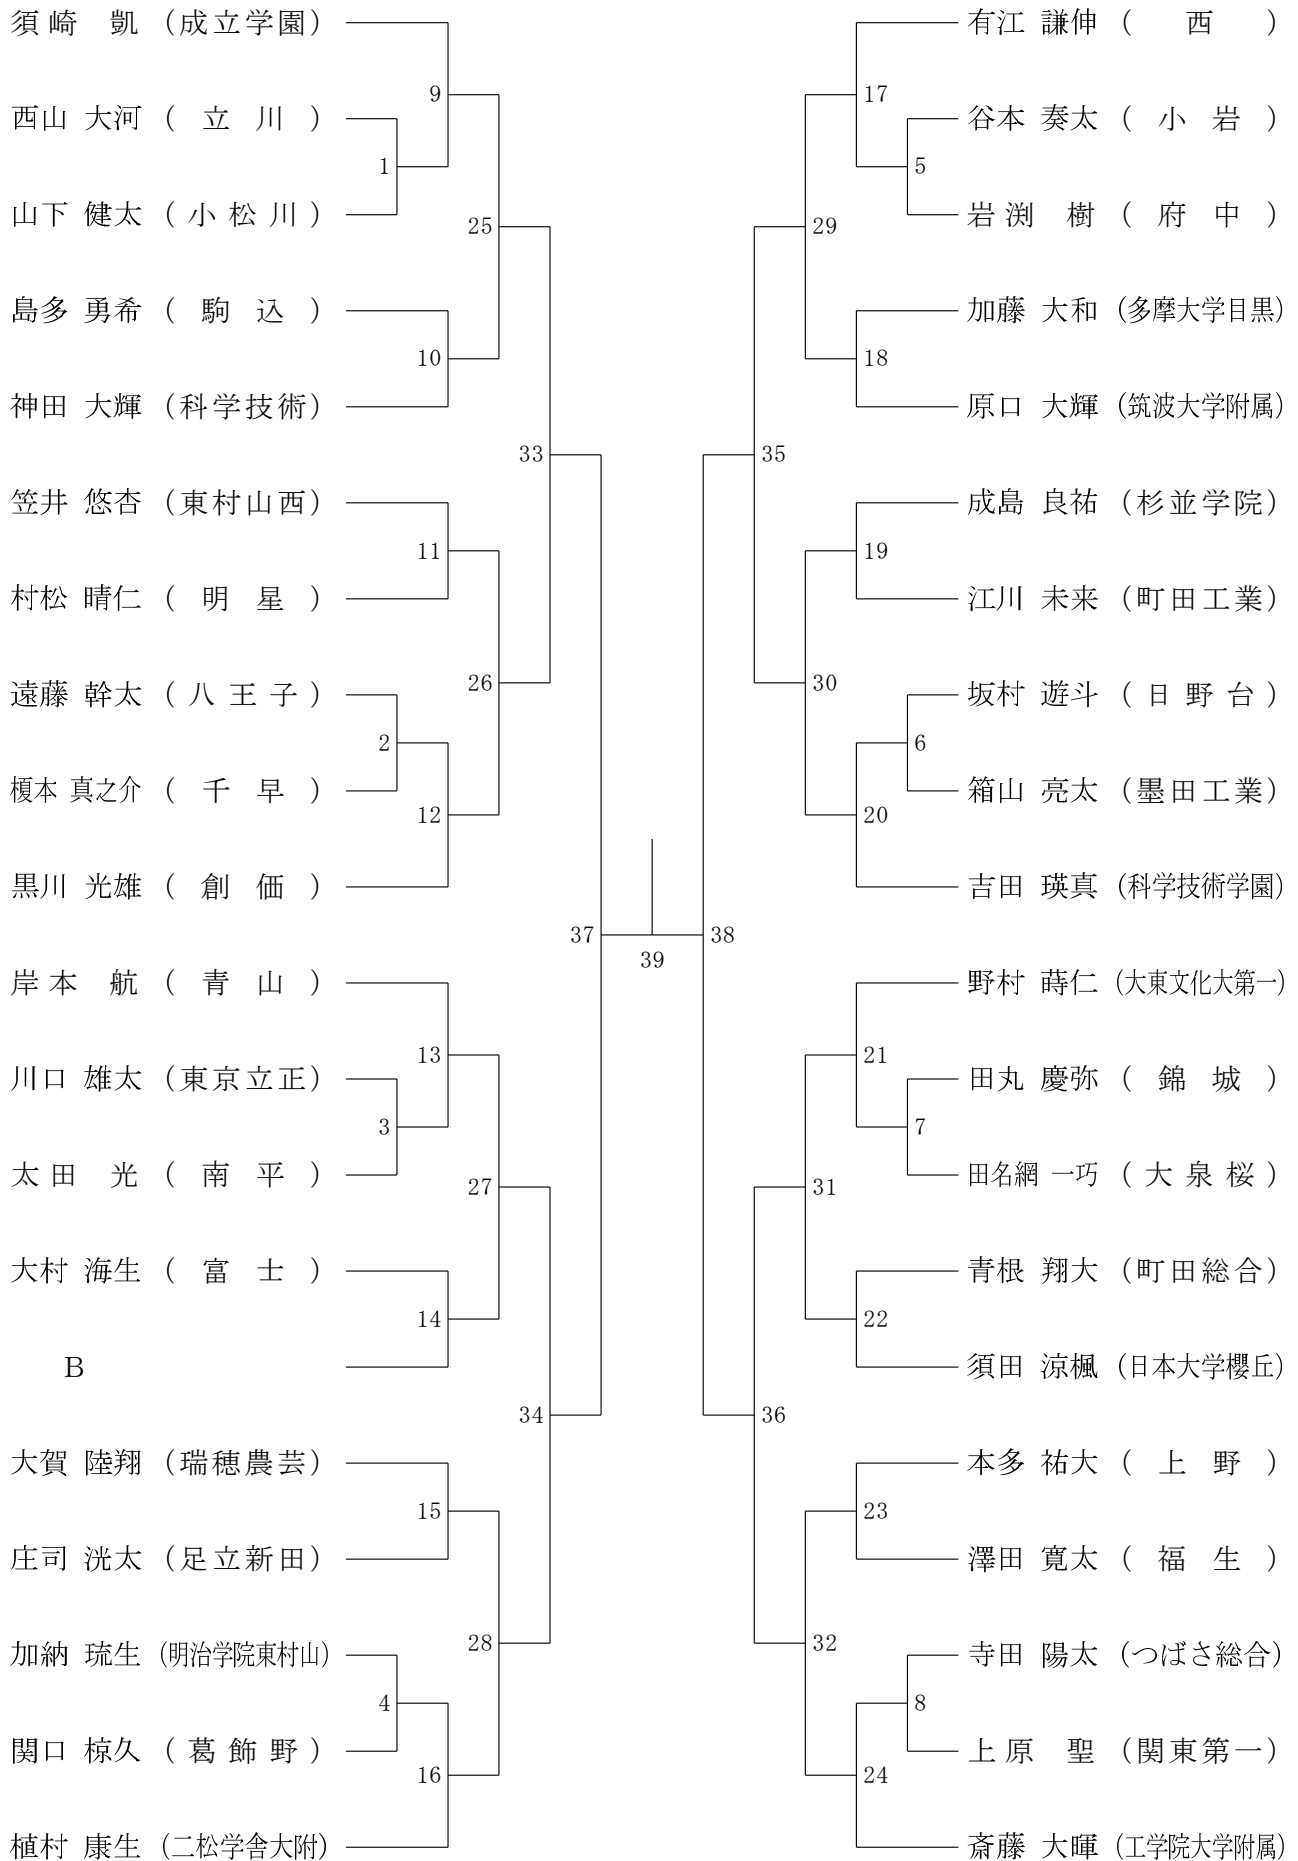 須崎 凱 (成立学園)
西山 大河 (立川)
山下 健太 (小松川)
島多 勇希 (駒込)
神田 大輝 (科学技術)
笠井 悠杏 (東村山西)
村松 晴仁 (明星)
遠藤 幹太 (八王子)
榎本 真之介 (千早)
黒川 光雄 (創価)
岸本 航 (青山)
川口 雄太 (東京立正)
太田 光 (南平)
大村 海生 (富士)
B
大賀 陸翔 (瑞穂農芸)
庄司 洸太 (足立新田)
加納 琉生 (明治学院東村山)
関口 椋久 (葛飾野)
植村 康生 (二松学舎大附)
1
2
3
4
9
10
11
12
13
14
15
16
25
26
27
28
33
34
37
39
38
35
36
29
30
31
32
17
18
19
20
21
22
23
24
5
6
7
8
有江 謙伸 (西)
谷本 奏太 (小岩)
岩渕 樹 (府中)
加藤 大和 (多摩大学目黒)
原口 大輝 (筑波大学附属)
成島 良祐 (杉並学院)
江川 未来 (町田工業)
坂村 遊斗 (日野台)
箱山 亮太 (墨田工業)
吉田 瑛真 (科学技術学園)
野村 蒔仁 (大東文化大第一)
田丸 慶弥 (錦城)
田名網 一巧 (大泉桜)
青根 翔大 (町田総合)
須田 涼楓 (日本大学櫻丘)
本多 祐大 (上野)
澤田 寛太 (福生)
寺田 陽太 (つばさ総合)
上原 聖 (関東第一)
斎藤 大暉 (工学院大学附属)